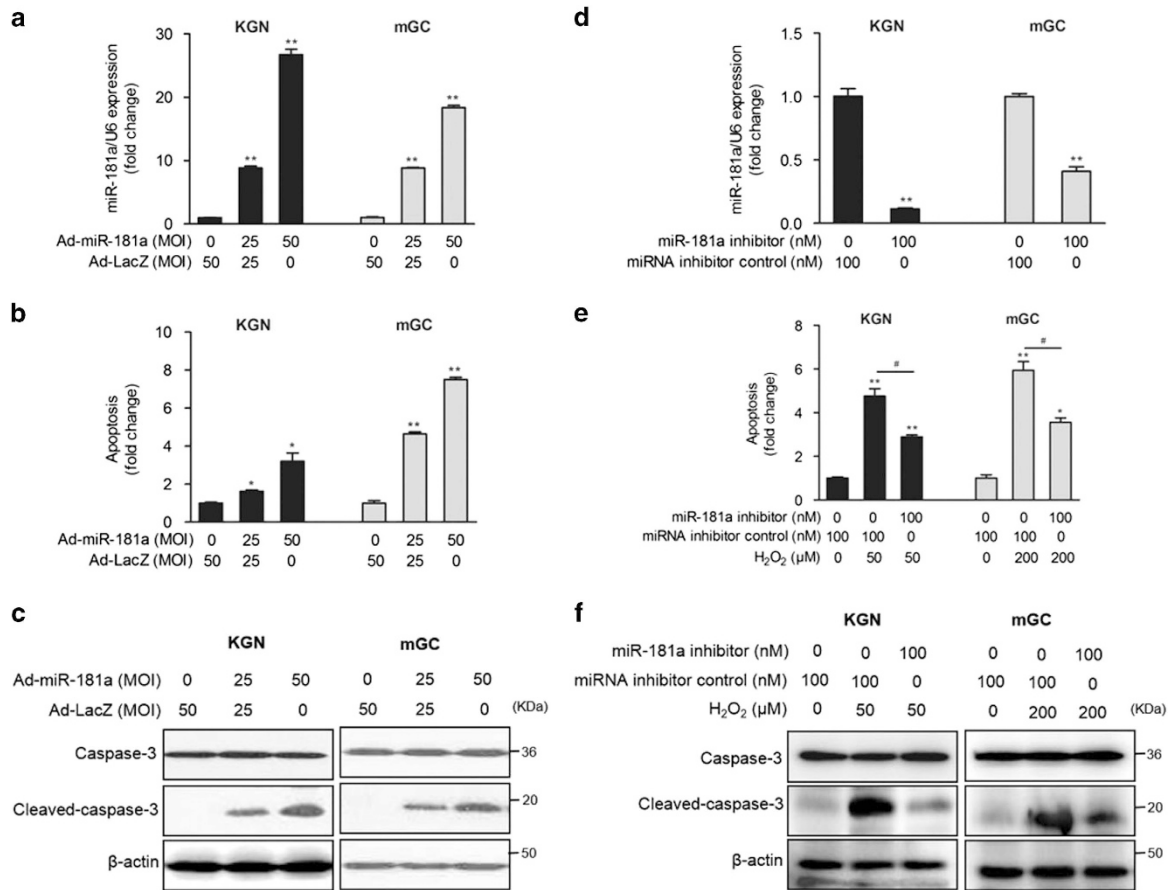 a
KGN mGC
miR-181a/U6 expression
(fold change)
30
20
10
0
** ** ** **
Ad-miR-181a (MOI) 0 25 50 0 25 50
Ad-LacZ (MOI) 50 25 0 50 25 0
b
KGN mGC
Apoptosis
(fold change)
10
8
6
4
2
0
* * ** **
Ad-miR-181a (MOI) 0 25 50 0 25 50
Ad-LacZ (MOI) 50 25 0 50 25 0
c
KGN mGC
Ad-miR-181a (MOI) 0 25 50 0 25 50
Ad-LacZ (MOI) 50 25 0 50 25 0 (KDa)
Caspase-3 36
Cleaved-caspase-3 20
β-actin 50
d
KGN mGC
miR-181a/U6 expression
(fold change)
1.5
1.0
0.5
0.0
** **
miR-181a inhibitor (nM) 0 100 0 100
miRNA inhibitor control (nM) 100 0 100 0
e
KGN mGC
Apoptosis
(fold change)
8
6
4
2
0
** # ** ** # *
miR-181a inhibitor (nM) 0 0 100 0 0 100
miRNA inhibitor control (nM) 100 100 0 100 100 0
H₂O₂ (µM) 0 50 50 0 200 200
f
KGN mGC
miR-181a inhibitor (nM) 0 0 100 0 0 100
miRNA inhibitor control (nM) 100 100 0 100 100 0
H₂O₂ (µM) 0 50 50 0 200 200 (KDa)
Caspase-3 36
Cleaved-caspase-3 20
β-actin 50